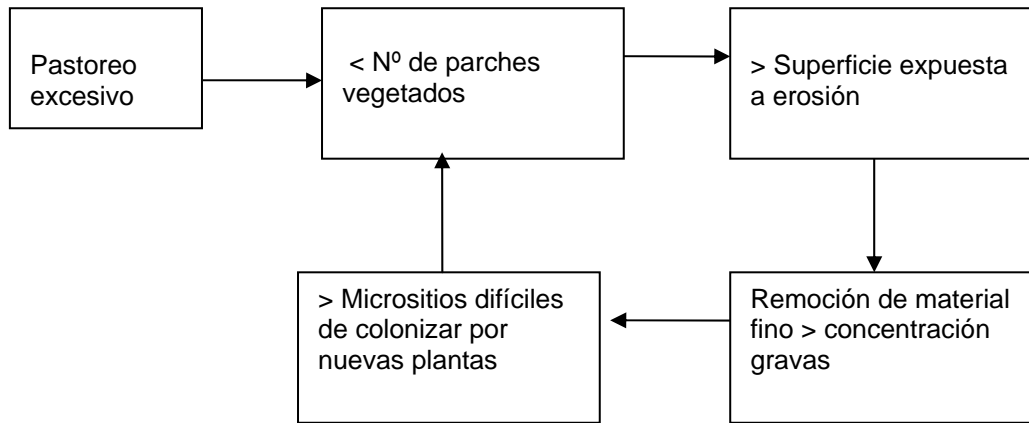 Pastoreo
excesivo
< Nº de parches
vegetados
> Superficie expuesta
a erosión
> Micrositios difíciles
de colonizar por
nuevas plantas
Remoción de material
fino > concentración
gravas